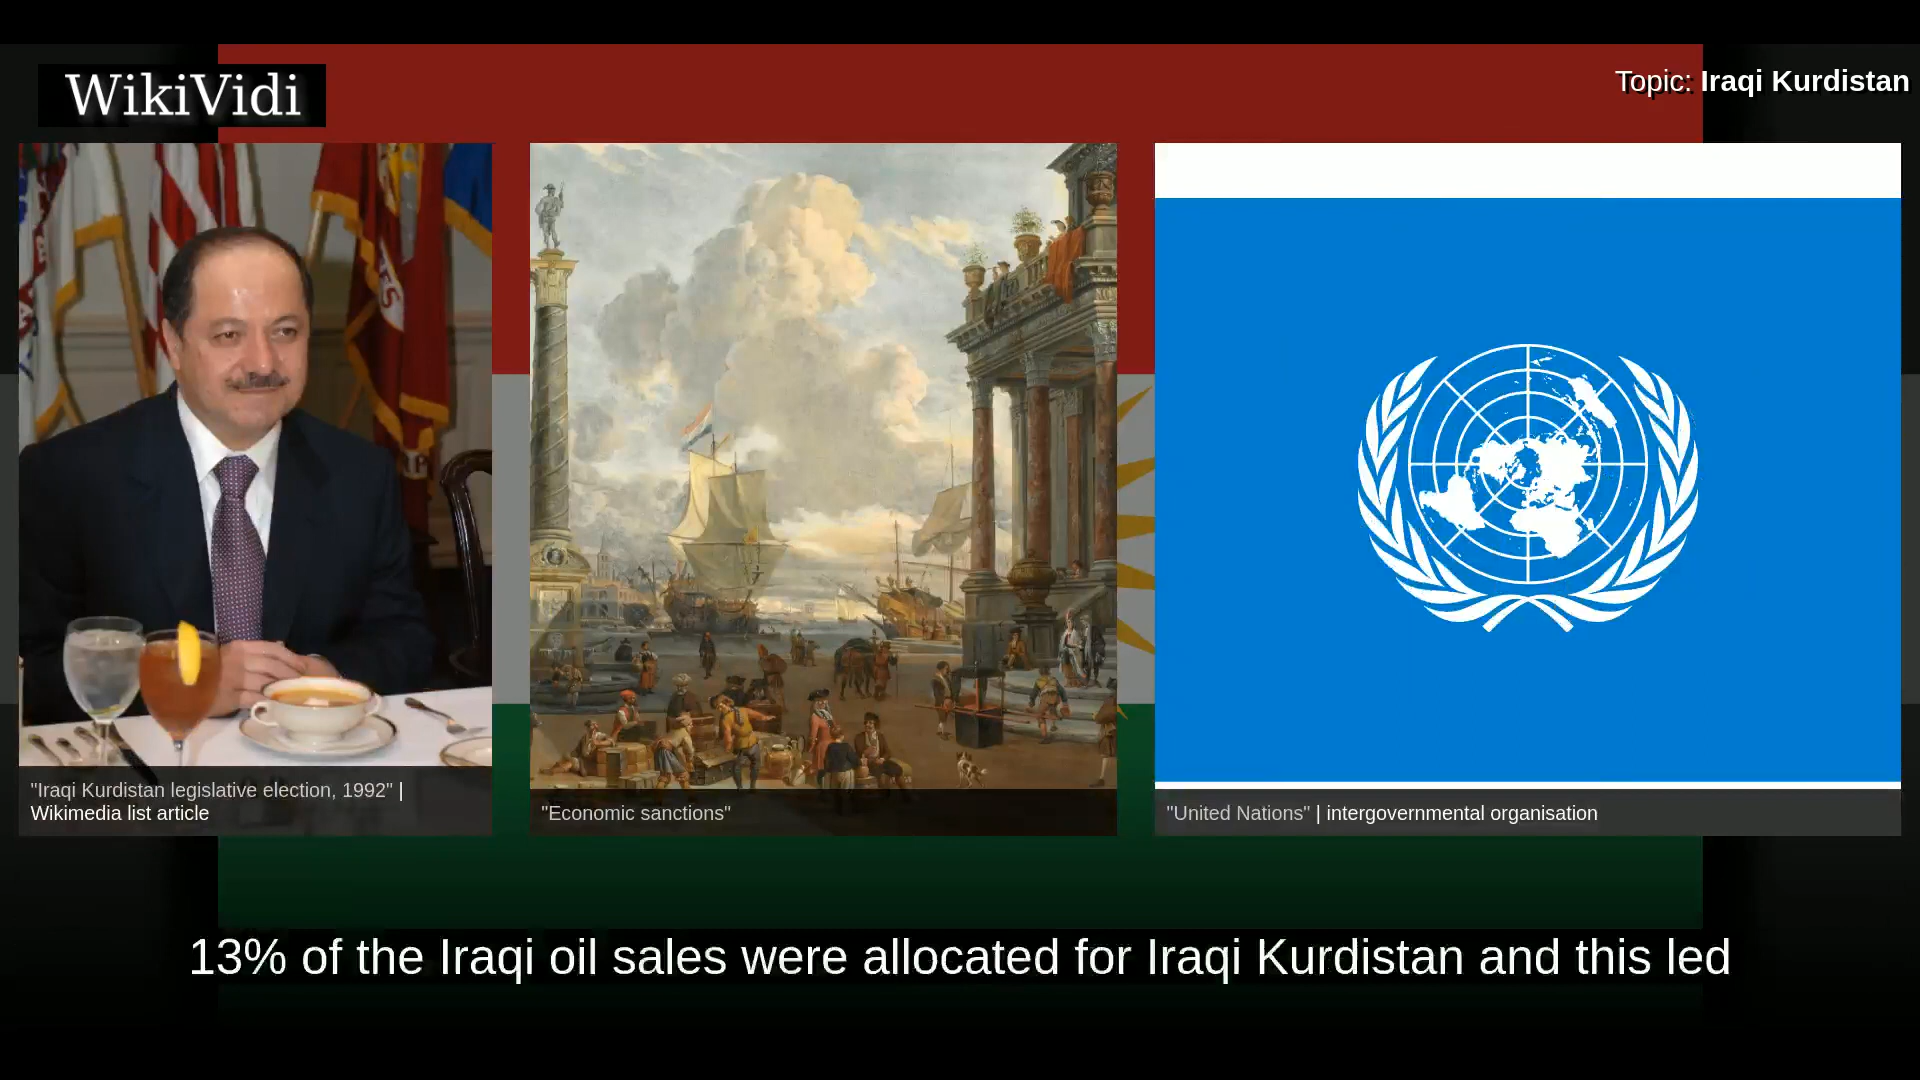 WikiVidi
Topic: Iraqi Kurdistan
"Iraqi Kurdistan legislative election, 1992" |
Wikimedia list article
"Economic sanctions"
"United Nations" | intergovernmental organisation
13% of the Iraqi oil sales were allocated for Iraqi Kurdistan and this led